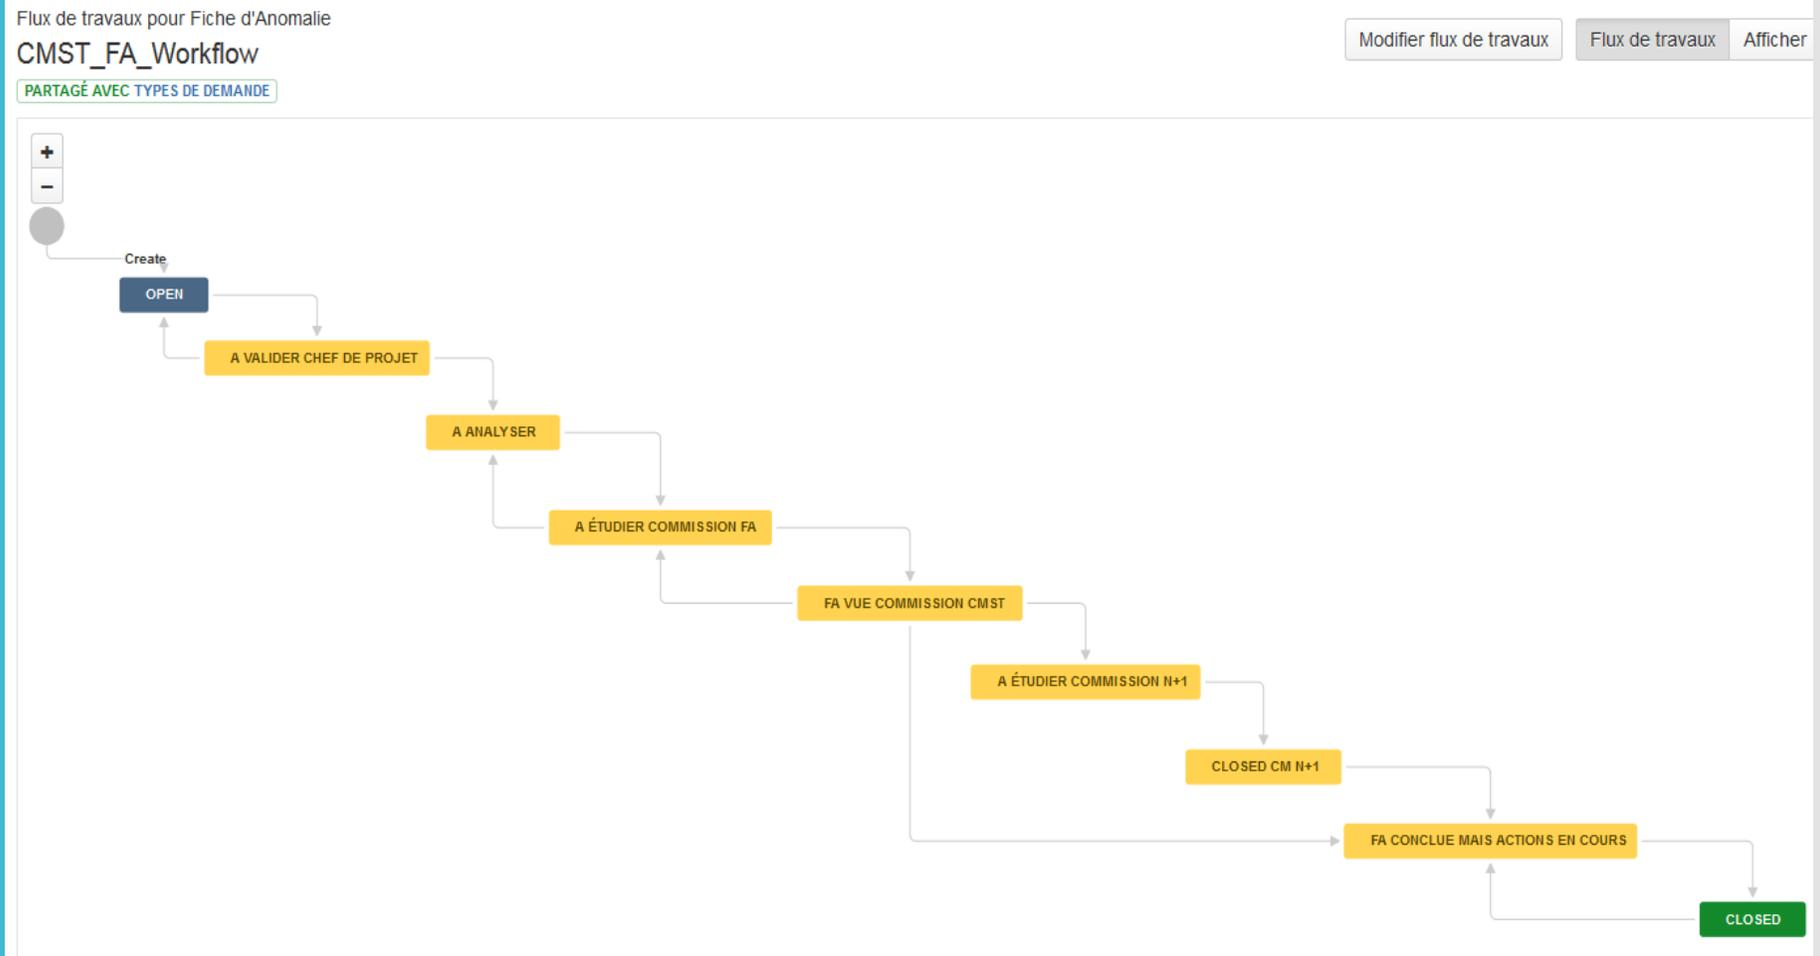 Flux de travaux pour Fiche d'Anomalie
CMST_FA_Workflow
Modifier flux de travaux
Flux de travaux
Afficher
PARTAGÉ AVEC TYPES DE DEMANDE
+
−
Create
OPEN
A VALIDER CHEF DE PROJET
A ANALYSER
A ÉTUDIER COMMISSION FA
FA VUE COMMISSION CMST
A ÉTUDIER COMMISSION N+1
CLOSED CM N+1
FA CONCLUE MAIS ACTIONS EN COURS
CLOSED